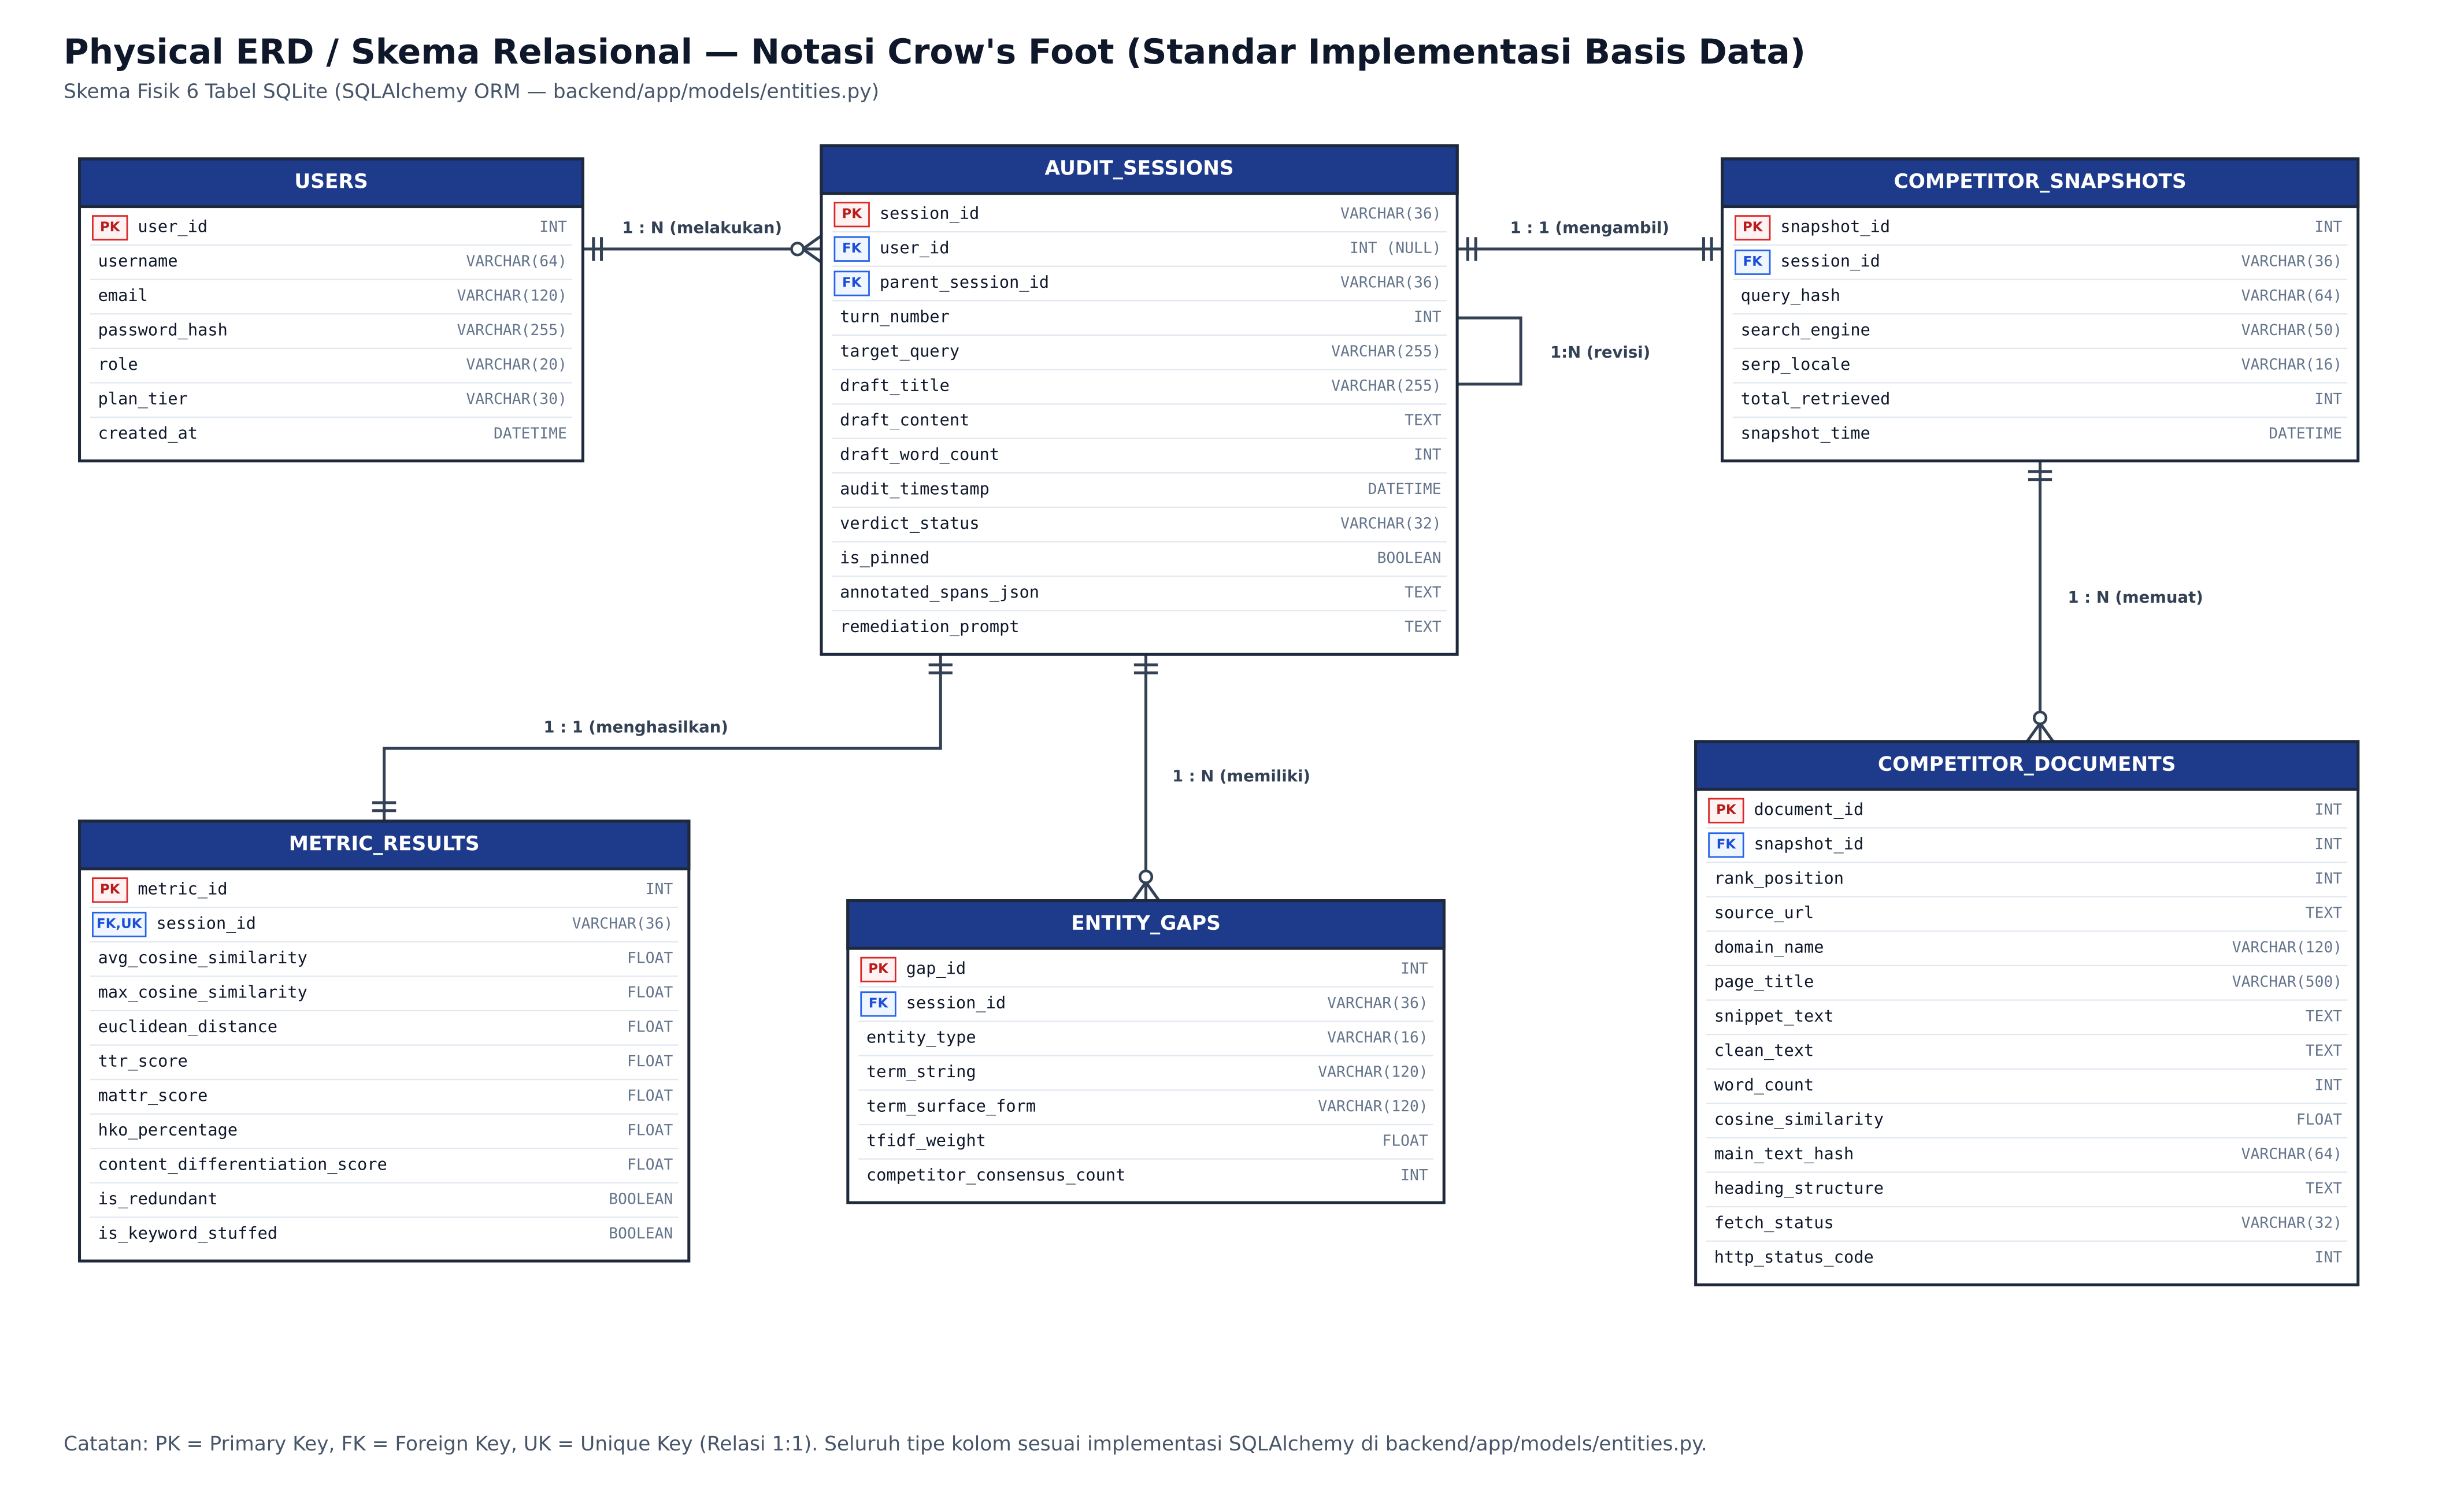 Physical ERD / Skema Relasional — Notasi Crow's Foot (Standar Implementasi Basis Data)
Skema Fisik 6 Tabel SQLite (SQLAlchemy ORM — backend/app/models/entities.py)
USERS
PK user_id INT
username VARCHAR(64)
email VARCHAR(120)
password_hash VARCHAR(255)
role VARCHAR(20)
plan_tier VARCHAR(30)
created_at DATETIME
1 : N (melakukan)
AUDIT_SESSIONS
PK session_id VARCHAR(36)
FK user_id INT (NULL)
FK parent_session_id VARCHAR(36)
turn_number INT
target_query VARCHAR(255)
draft_title VARCHAR(255)
draft_content TEXT
draft_word_count INT
audit_timestamp DATETIME
verdict_status VARCHAR(32)
is_pinned BOOLEAN
annotated_spans_json TEXT
remediation_prompt TEXT
1 : 1 (mengambil)
1:N (revisi)
COMPETITOR_SNAPSHOTS
PK snapshot_id INT
FK session_id VARCHAR(36)
query_hash VARCHAR(64)
search_engine VARCHAR(50)
serp_locale VARCHAR(16)
total_retrieved INT
snapshot_time DATETIME
1 : N (memuat)
1 : 1 (menghasilkan)
1 : N (memiliki)
METRIC_RESULTS
PK metric_id INT
FK,UK session_id VARCHAR(36)
avg_cosine_similarity FLOAT
max_cosine_similarity FLOAT
euclidean_distance FLOAT
ttr_score FLOAT
mattr_score FLOAT
hko_percentage FLOAT
content_differentiation_score FLOAT
is_redundant BOOLEAN
is_keyword_stuffed BOOLEAN
ENTITY_GAPS
PK gap_id INT
FK session_id VARCHAR(36)
entity_type VARCHAR(16)
term_string VARCHAR(120)
term_surface_form VARCHAR(120)
tfidf_weight FLOAT
competitor_consensus_count INT
COMPETITOR_DOCUMENTS
PK document_id INT
FK snapshot_id INT
rank_position INT
source_url TEXT
domain_name VARCHAR(120)
page_title VARCHAR(500)
snippet_text TEXT
clean_text TEXT
word_count INT
cosine_similarity FLOAT
main_text_hash VARCHAR(64)
heading_structure TEXT
fetch_status VARCHAR(32)
http_status_code INT
Catatan: PK = Primary Key, FK = Foreign Key, UK = Unique Key (Relasi 1:1). Seluruh tipe kolom sesuai implementasi SQLAlchemy di backend/app/models/entities.py.